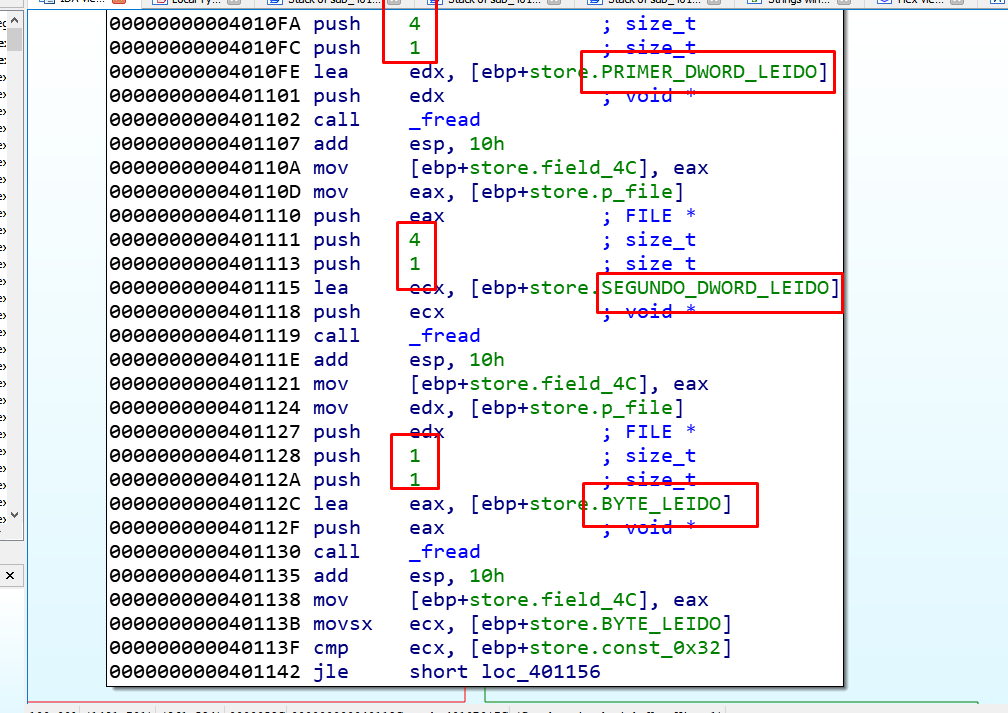 00000000004010FA push 4 ; size_t
00000000004010FC push 1 ; size_t
00000000004010FE lea edx, [ebp+store.PRIMER_DWORD_LEIDO]
0000000000401101 push edx ; void *
0000000000401102 call _fread
0000000000401107 add esp, 10h
000000000040110A mov [ebp+store.field_4C], eax
000000000040110D mov eax, [ebp+store.p_file]
0000000000401110 push eax ; FILE *
0000000000401111 push 4 ; size_t
0000000000401113 push 1 ; size_t
0000000000401115 lea ecx, [ebp+store.SEGUNDO_DWORD_LEIDO]
0000000000401118 push ecx ; void *
0000000000401119 call _fread
000000000040111E add esp, 10h
0000000000401121 mov [ebp+store.field_4C], eax
0000000000401124 mov edx, [ebp+store.p_file]
0000000000401127 push edx ; FILE *
0000000000401128 push 1 ; size_t
000000000040112A push 1 ; size_t
000000000040112C lea eax, [ebp+store.BYTE_LEIDO]
000000000040112F push eax ; void *
0000000000401130 call _fread
0000000000401135 add esp, 10h
0000000000401138 mov [ebp+store.field_4C], eax
000000000040113B movsx ecx, [ebp+store.BYTE_LEIDO]
000000000040113F cmp ecx, [ebp+store.const_0x32]
0000000000401142 jle short loc_401156